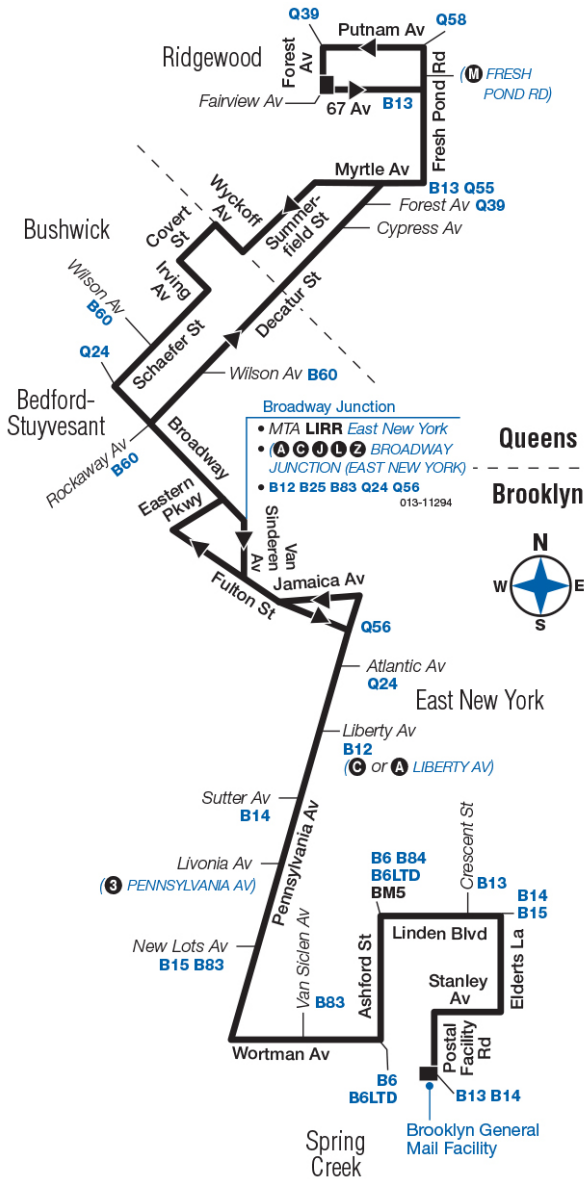 Q39
Q58
Putnam Av
Ridgewood
Forest
Av
Fresh Pond Rd
(M FRESH
POND RD)
Fairview Av
67 Av
B13
Myrtle Av
B13 Q55
Forest Av Q39
Cypress Av
Wyckoff
Av
Summer-
field St
Covert
St
Bushwick
Irving
Av
Decatur St
Wilson Av
B60
Schaefer St
Q24
Wilson Av B60
Bedford-
Stuyvesant
Broadway
Rockaway Av
B60
Broadway Junction
• MTA LIRR East New York
• (A C J L Z BROADWAY
JUNCTION (EAST NEW YORK)
• B12 B25 B83 Q24 Q56
013-11294
Queens
Brooklyn
Eastern
Pkwy
Van
Sinderen
Av
Fulton St
Jamaica Av
N
W
E
S
Q56
Atlantic Av
Q24
East New York
Liberty Av
B12
(C or A LIBERTY AV)
Sutter Av
B14
Pennsylvania Av
Livonia Av
(3 PENNSYLVANIA AV)
New Lots Av
B15 B83
Van Siclen Av
B83
B6 B84
B6LTD
BM5
Crescent St
B13
B14
B15
Ashford St
Linden Blvd
Elderts La
Stanley
Av
Postal
Facility
Rd
Wortman Av
B6
B6LTD
B13 B14
Brooklyn General
Mail Facility
Spring
Creek